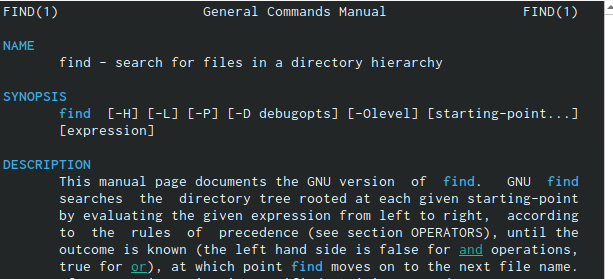 FIND(1) General Commands Manual FIND(1)
NAME
find - search for files in a directory hierarchy
SYNOPSIS
find [-H] [-L] [-P] [-D debugopts] [-Olevel] [starting-point...]
[expression]
DESCRIPTION
This manual page documents the GNU version of find. GNU find
searches the directory tree rooted at each given starting-point
by evaluating the given expression from left to right, according
to the rules of precedence (see section OPERATORS), until the
outcome is known (the left hand side is false for and operations,
true for or), at which point find moves on to the next file name.